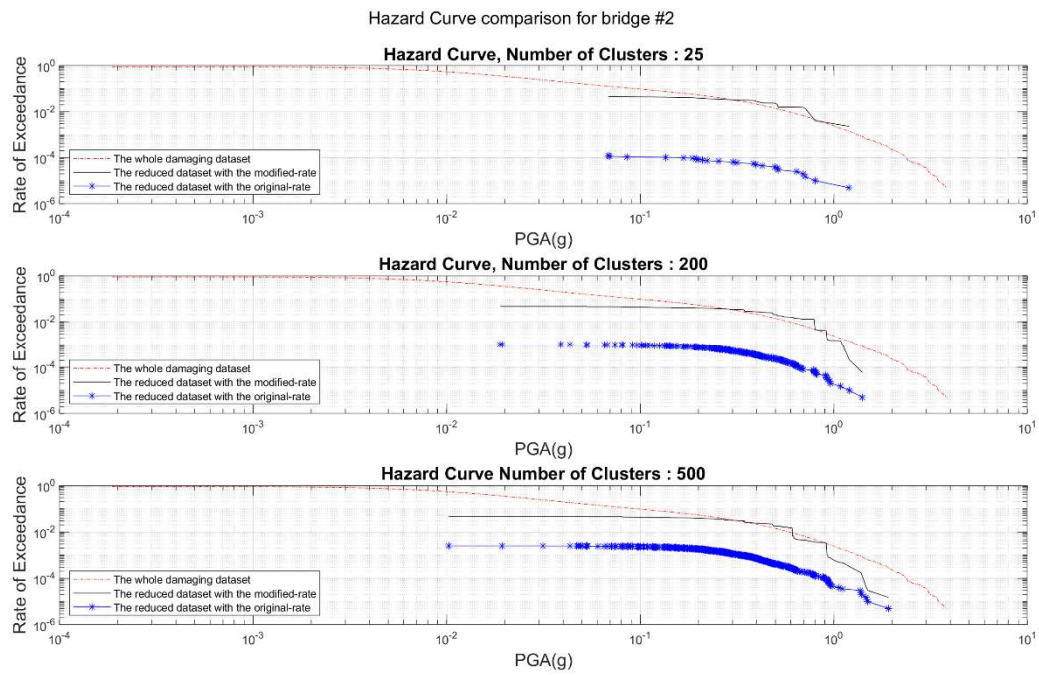 Hazard Curve comparison for bridge #2
Hazard Curve, Number of Clusters : 25
Rate of Exceedance
10^0
10^-2
10^-4
10^-6
The whole damaging dataset
The reduced dataset with the modified-rate
The reduced dataset with the original-rate
10^-4 10^-3 10^-2 10^-1 10^0 10^1
PGA(g)
Hazard Curve, Number of Clusters : 200
Rate of Exceedance
10^0
10^-2
10^-4
10^-6
The whole damaging dataset
The reduced dataset with the modified-rate
The reduced dataset with the original-rate
10^-4 10^-3 10^-2 10^-1 10^0 10^1
PGA(g)
Hazard Curve Number of Clusters : 500
Rate of Exceedance
10^0
10^-2
10^-4
10^-6
The whole damaging dataset
The reduced dataset with the modified-rate
The reduced dataset with the original-rate
10^-4 10^-3 10^-2 10^-1 10^0 10^1
PGA(g)